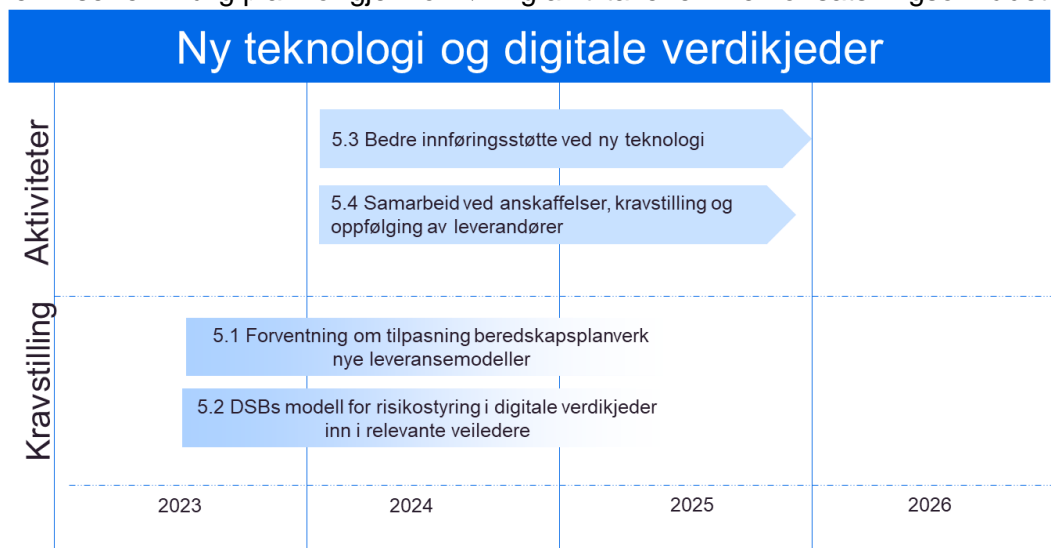 Ny teknologi og digitale verdikjeder
Aktiviteter
5.3 Bedre innføringsstøtte ved ny teknologi
5.4 Samarbeid ved anskaffelser, kravstilling og
oppfølging av leverandører
Kravstilling
5.1 Forventning om tilpasning beredskapsplanverk
nye leveransemodeller
5.2 DSBs modell for risikostyring i digitale verdikjeder
inn i relevante veiledere
2023
2024
2025
2026